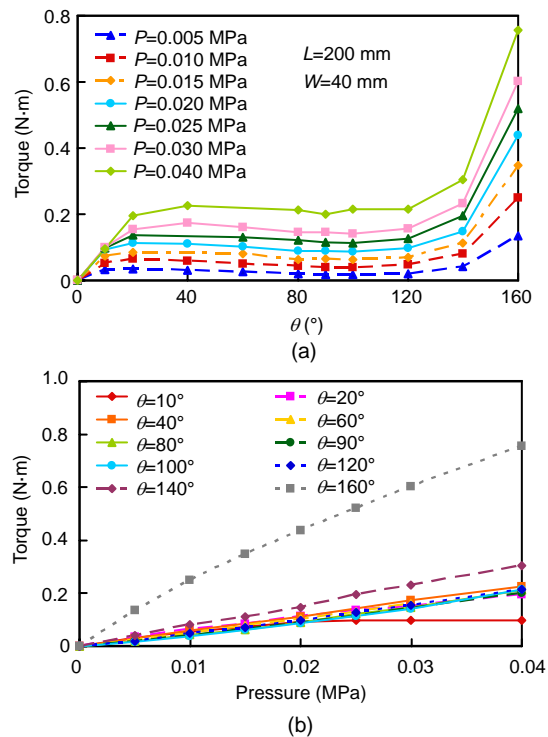 0.8
0.6
0.4
0.2
0
Torque (N·m)
P=0.005 MPa
P=0.010 MPa
P=0.015 MPa
P=0.020 MPa
P=0.025 MPa
P=0.030 MPa
P=0.040 MPa
L=200 mm
W=40 mm
0 40 80 120 160
θ (°)
(a)
1.0
0.8
0.6
0.4
0.2
0
Torque (N·m)
θ=10° θ=20°
θ=40° θ=60°
θ=80° θ=90°
θ=100° θ=120°
θ=140° θ=160°
0 0.01 0.02 0.03 0.04
Pressure (MPa)
(b)